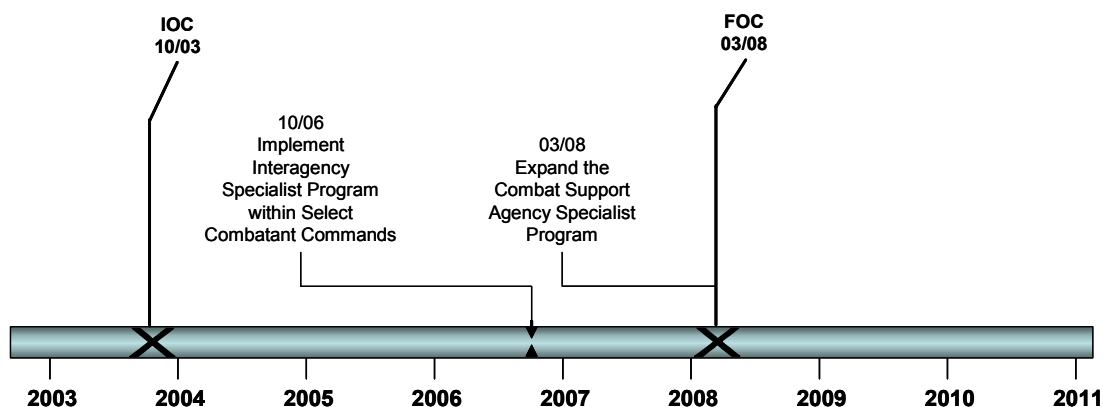 IOC
10/03
FOC
03/08
10/06
Implement
Interagency
Specialist Program
within Select
Combatant Commands
03/08
Expand the
Combat Support
Agency Specialist
Program
2003
2004
2005
2006
2007
2008
2009
2010
2011